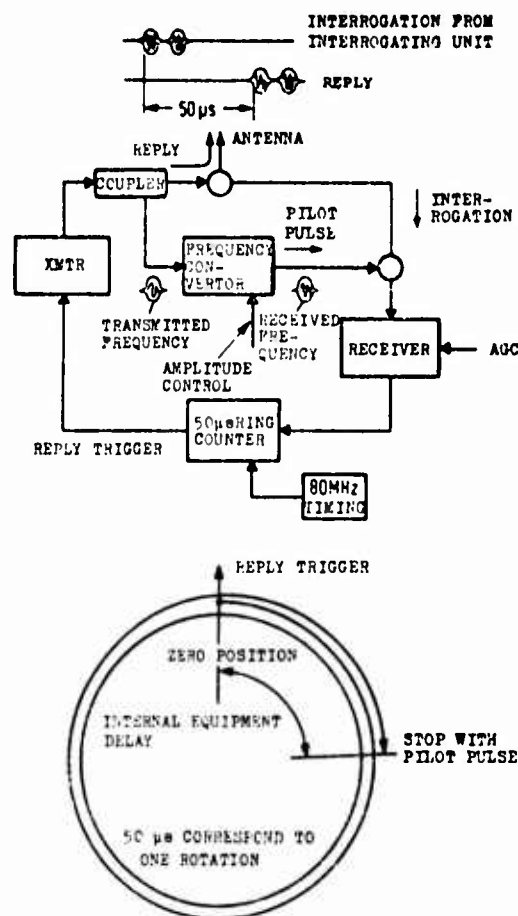 INTERROGATION FROM
INTERROGATING UNIT
REPLY
50µs
REPLY
ANTENNA
COUPLER
INTER-
ROGATION
PILOT
PULSE
XMTR
FREQUENCY
CON-
VERTOR
TRANSMITTED
FREQUENCY
RECEIVED
FRE-
QUENCY
AMPLITUDE
CONTROL
RECEIVER
AGC
50µs RING
COUNTER
REPLY TRIGGER
80MHz
TIMING
REPLY TRIGGER
ZERO POSITION
INTERNAL EQUIPMENT
DELAY
STOP WITH
PILOT PULSE
50 µs CORRESPOND TO
ONE ROTATION